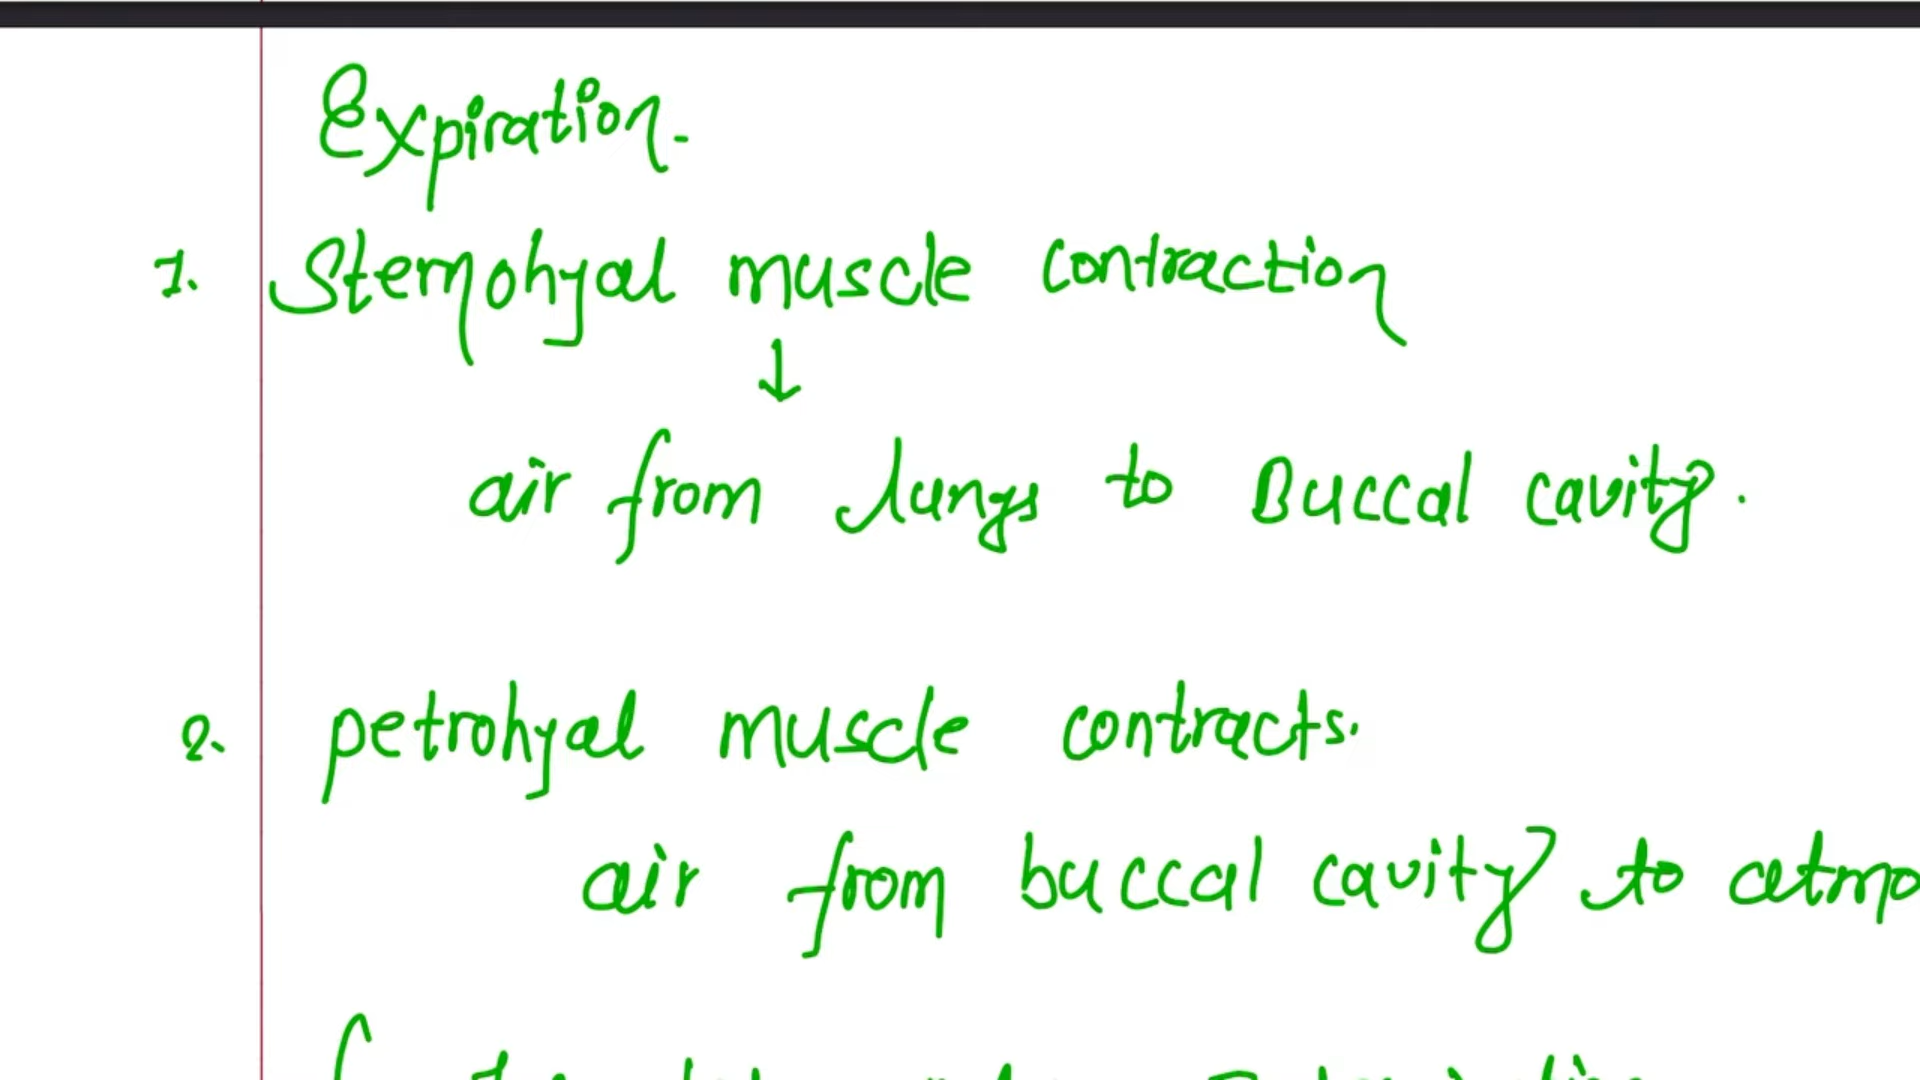 Expiration.
1. Sternohyal muscle contraction
↓
air from lungs to Buccal cavity.
2. petrohyal muscle contracts.
air from buccal cavity to atmo